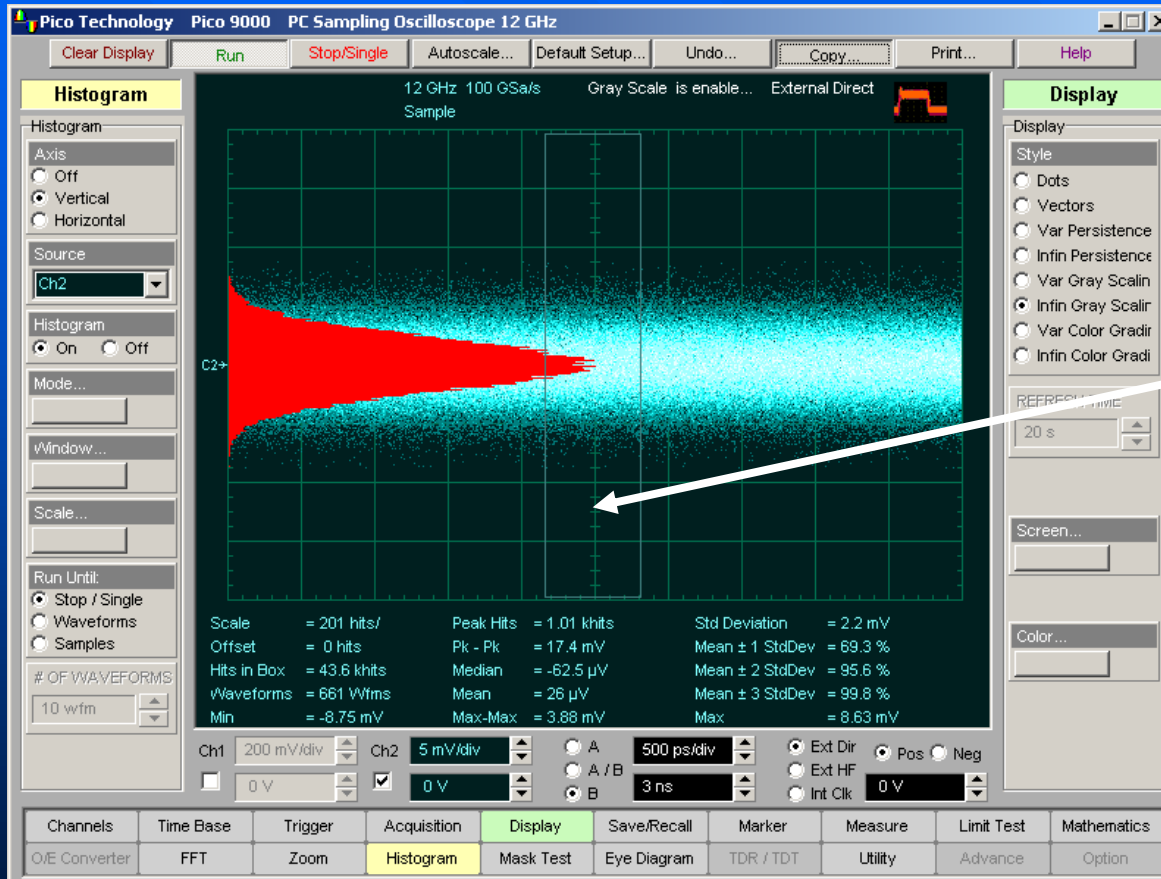 Pico Technology Pico 9000 PC Sampling Oscilloscope 12 GHz
Clear Display Run Stop/Single Autoscale... Default Setup... Undo... Copy... Print... Help
Histogram
Histogram
Axis
Off
Vertical
Horizontal
Source
Ch2
Histogram
On Off
Mode...
Window...
Scale...
Run Until:
Stop / Single
Waveforms
Samples
# OF WAVEFORMS
10 wfm
12 GHz 100 GSa/s Gray Scale is enable... External Direct
Sample
C2
Scale = 201 hits/ Peak Hits = 1.01 khits Std Deviation = 2.2 mV
Offset = 0 hits Pk - Pk = 17.4 mV Mean ± 1 StdDev = 69.3 %
Hits in Box = 43.6 khits Median = -62.5 µV Mean ± 2 StdDev = 95.6 %
Waveforms = 661 Wfms Mean = 26 µV Mean ± 3 StdDev = 99.8 %
Min = -8.75 mV Max-Max = 3.88 mV Max = 8.63 mV
Display
Display
Style
Dots
Vectors
Var Persistence
Infin Persistence
Var Gray Scalin
Infin Gray Scalin
Var Color Gradin
Infin Color Gradi
20 s
Screen...
Color...
Ch1 200 mV/div Ch2 5 mV/div A 500 ps/div Ext Dir Pos Neg
A / B Ext HF
0 V 0 V B 3 ns Int Clk 0 V
Channels Time Base Trigger Acquisition Display Save/Recall Marker Measure Limit Test Mathematics
O/E Converter FFT Zoom Histogram Mask Test Eye Diagram TDR / TDT Utility Advance Option